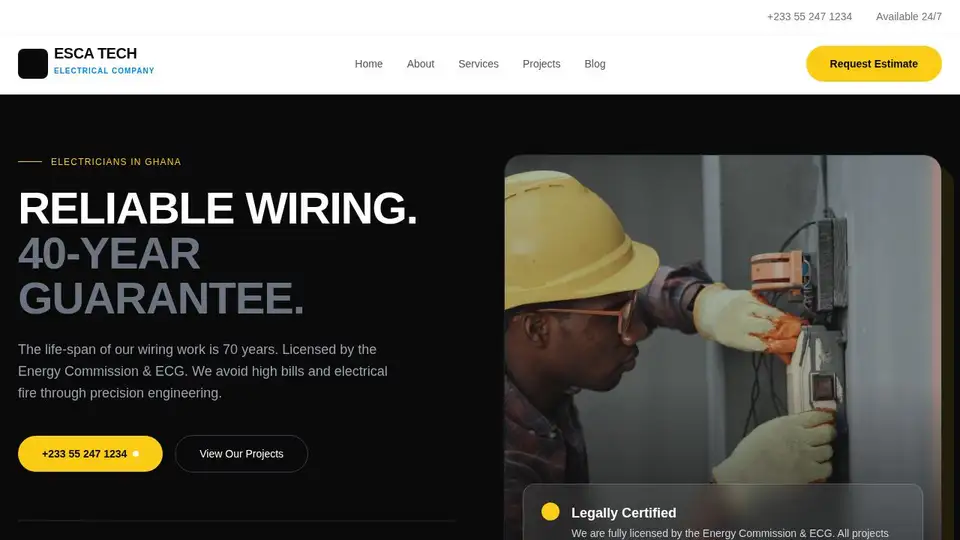 +233 55 247 1234 Available 24/7
ESCA TECH
ELECTRICAL COMPANY
Home About Services Projects Blog
Request Estimate
ELECTRICIANS IN GHANA
RELIABLE WIRING.
40-YEAR
GUARANTEE.
The life-span of our wiring work is 70 years. Licensed by the
Energy Commission & ECG. We avoid high bills and electrical
fire through precision engineering.
+233 55 247 1234
View Our Projects
Legally Certified
We are fully licensed by the Energy Commission & ECG. All projects